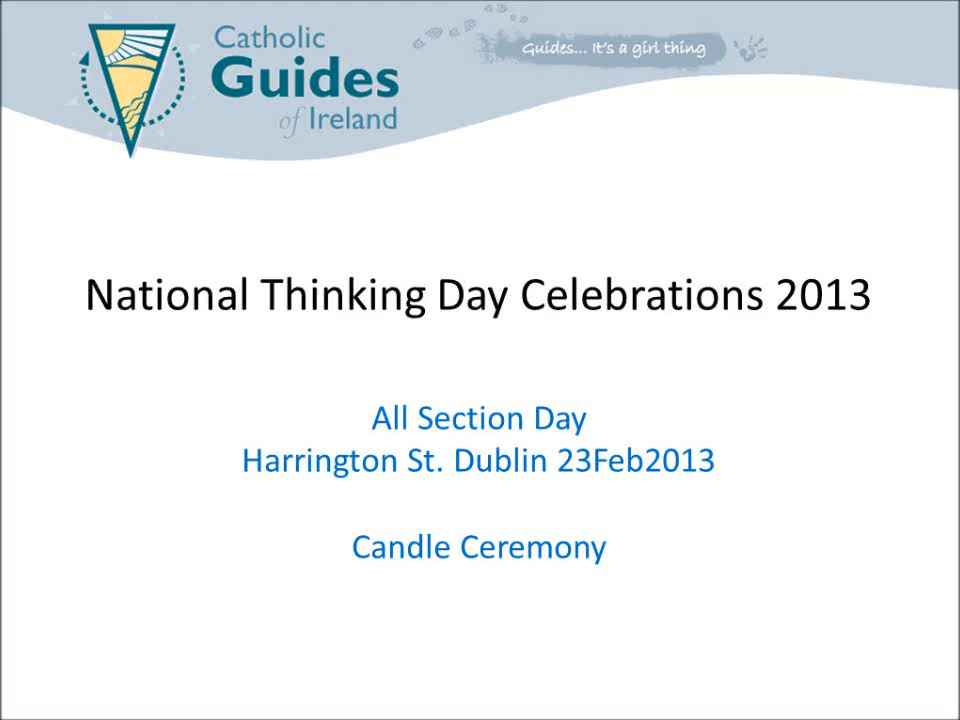 Catholic
Guides
of Ireland
Guides... It's a girl thing
National Thinking Day Celebrations 2013
All Section Day
Harrington St. Dublin 23Feb2013
Candle Ceremony